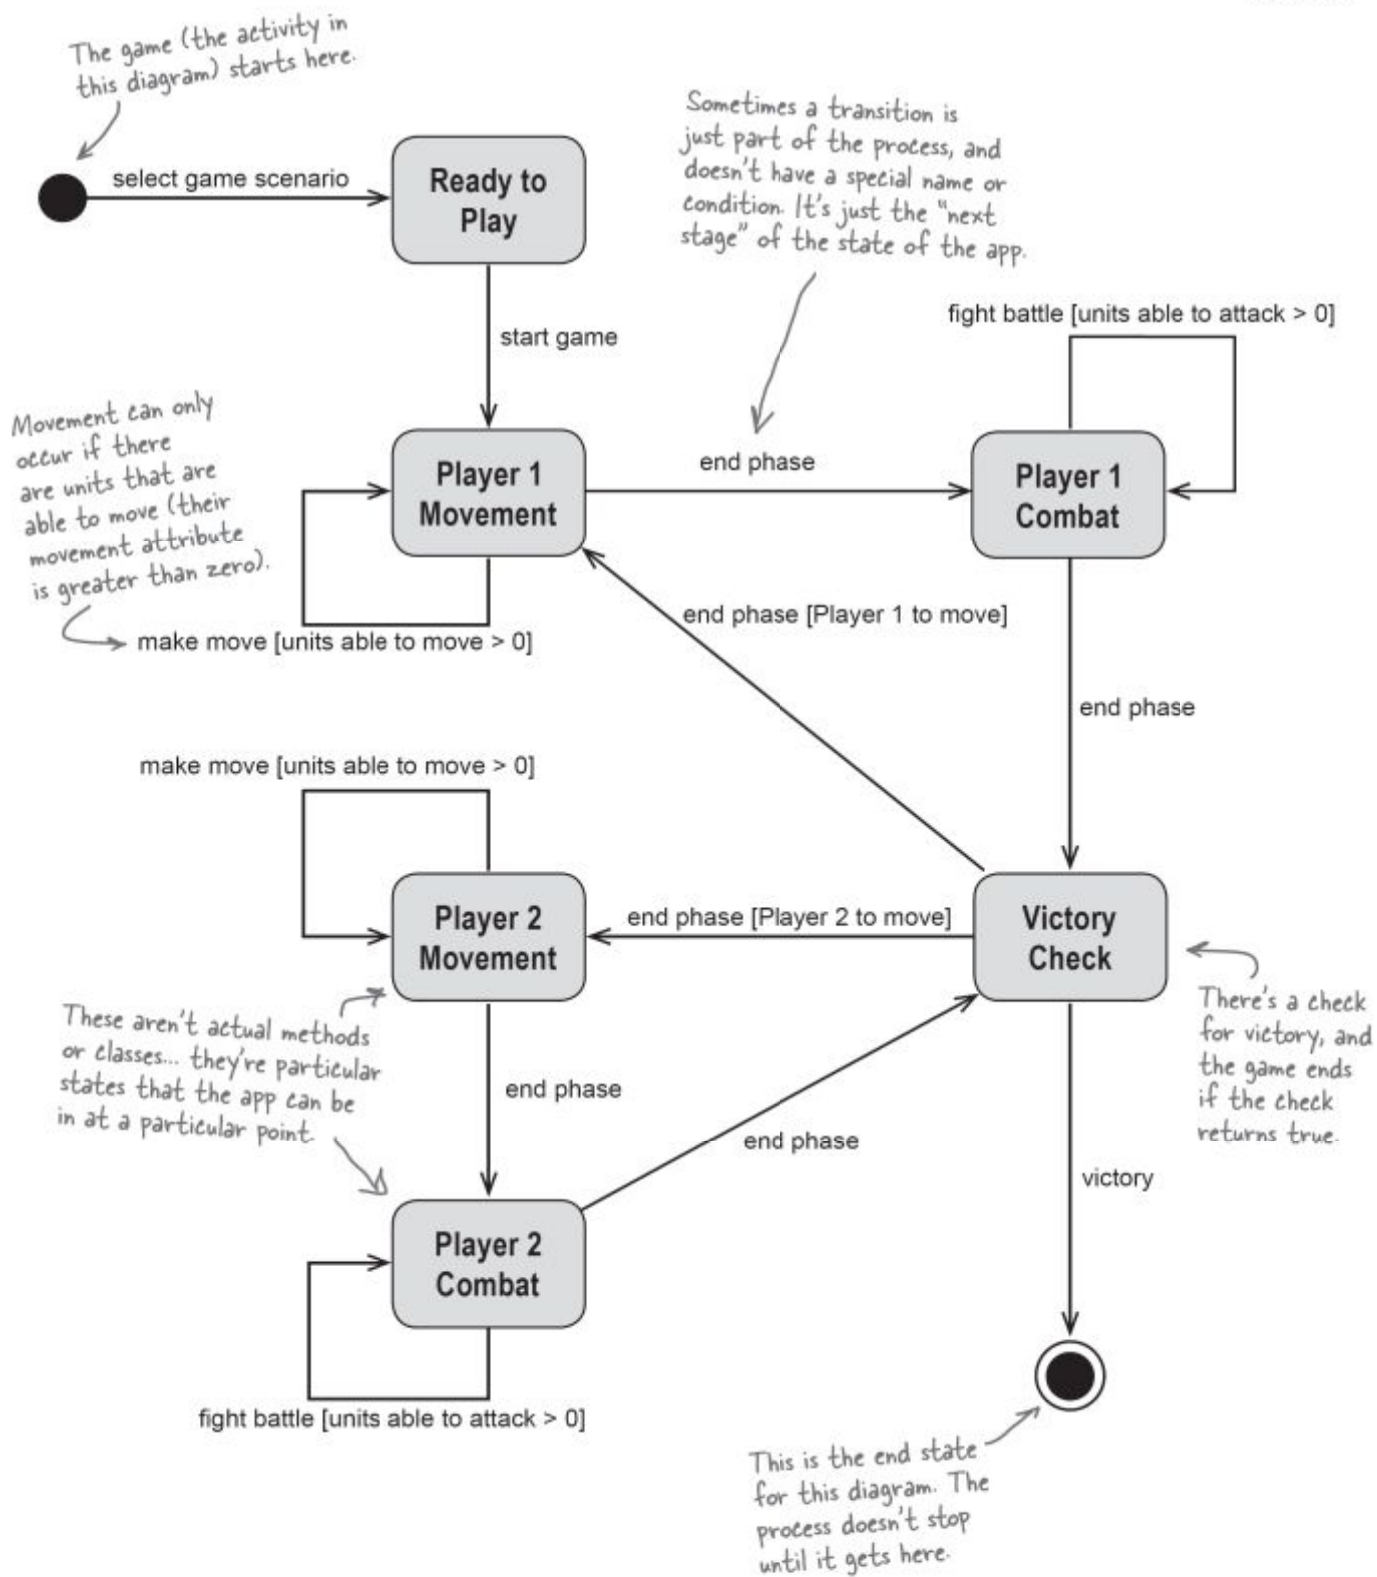 The game (the activity in
this diagram) starts here.
select game scenario
Ready to
Play
Sometimes a transition is
just part of the process, and
doesn't have a special name or
condition. It's just the "next
stage" of the state of the app.
start game
fight battle [units able to attack > 0]
Movement can only
occur if there
are units that are
able to move (their
movement attribute
is greater than zero).
Player 1
Movement
end phase
Player 1
Combat
end phase [Player 1 to move]
make move [units able to move > 0]
end phase
make move [units able to move > 0]
Player 2
Movement
end phase [Player 2 to move]
Victory
Check
These aren't actual methods
or classes... they're particular
states that the app can be
in at a particular point.
There's a check
for victory, and
the game ends
if the check
returns true.
end phase
end phase
victory
Player 2
Combat
fight battle [units able to attack > 0]
This is the end state
for this diagram. The
process doesn't stop
until it gets here.